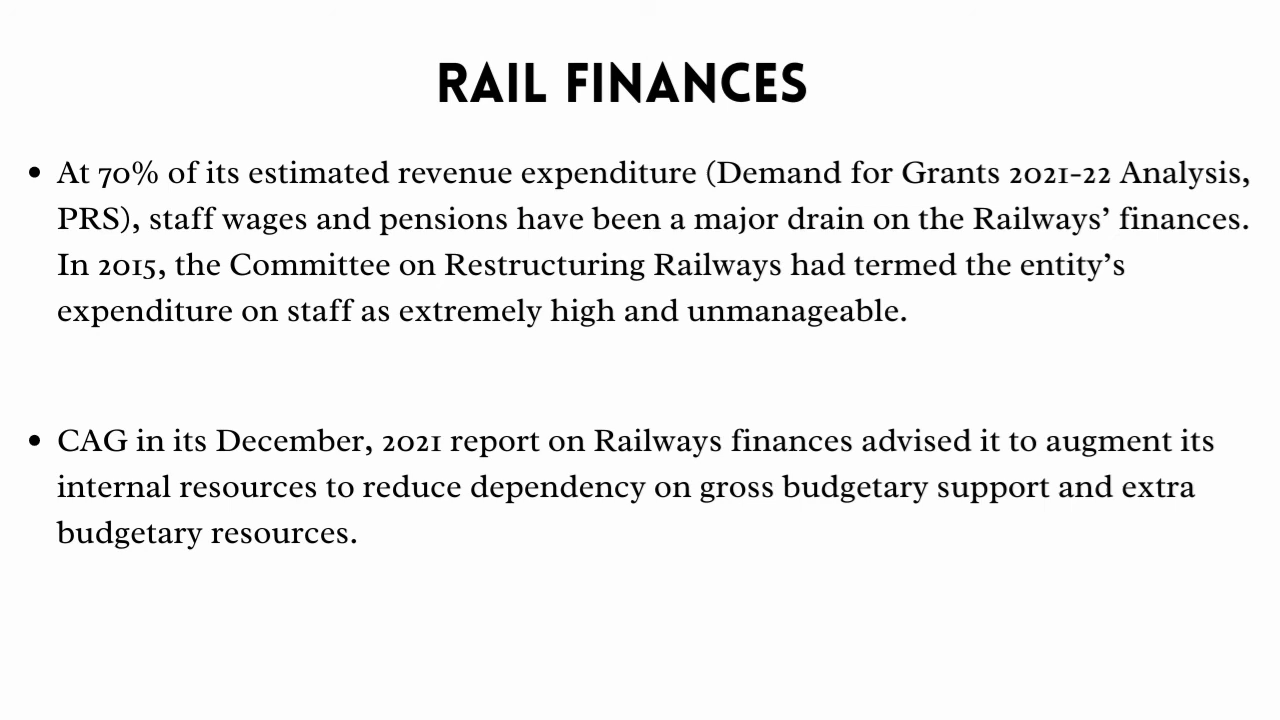 RAIL FINANCES
• At 70% of its estimated revenue expenditure (Demand for Grants 2021-22 Analysis,
PRS), staff wages and pensions have been a major drain on the Railways’ finances.
In 2015, the Committee on Restructuring Railways had termed the entity’s
expenditure on staff as extremely high and unmanageable.
• CAG in its December, 2021 report on Railways finances advised it to augment its
internal resources to reduce dependency on gross budgetary support and extra
budgetary resources.